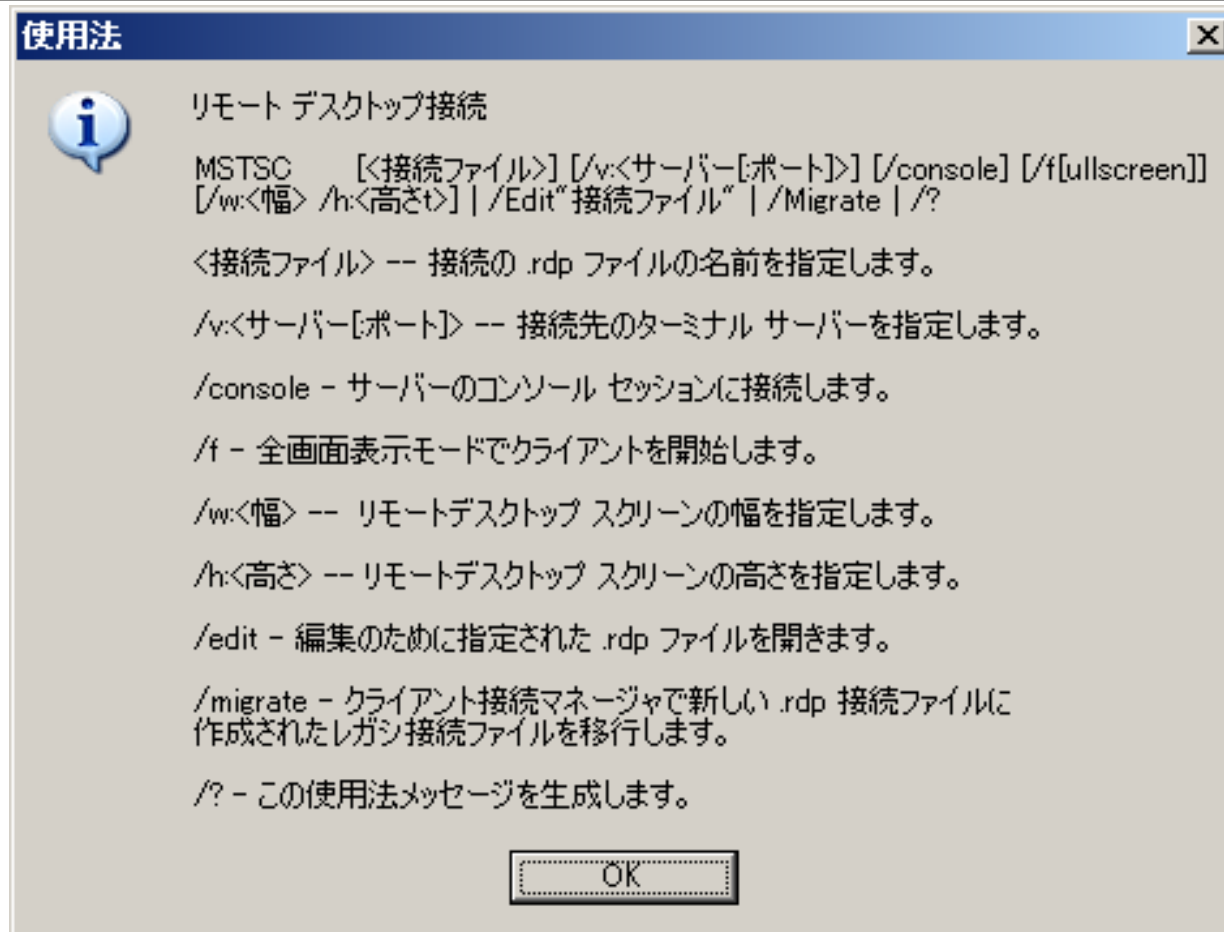 使用法
リモート デスクトップ接続
MSTSC [<接続ファイル>] [/v:<サーバー[:ポート]>] [/console] [/f[ullscreen]]
[/w:<幅> /h:<高さt>] | /Edit"接続ファイル" | /Migrate | /?
<接続ファイル> -- 接続の .rdp ファイルの名前を指定します。
/v:<サーバー[:ポート]> -- 接続先のターミナル サーバーを指定します。
/console - サーバーのコンソール セッションに接続します。
/f - 全画面表示モードでクライアントを開始します。
/w:<幅> -- リモートデスクトップ スクリーンの幅を指定します。
/h:<高さ> -- リモートデスクトップ スクリーンの高さを指定します。
/edit - 編集のために指定された .rdp ファイルを開きます。
/migrate - クライアント接続マネージャで新しい .rdp 接続ファイルに
作成されたレガシ接続ファイルを移行します。
/? - この使用法メッセージを生成します。
OK